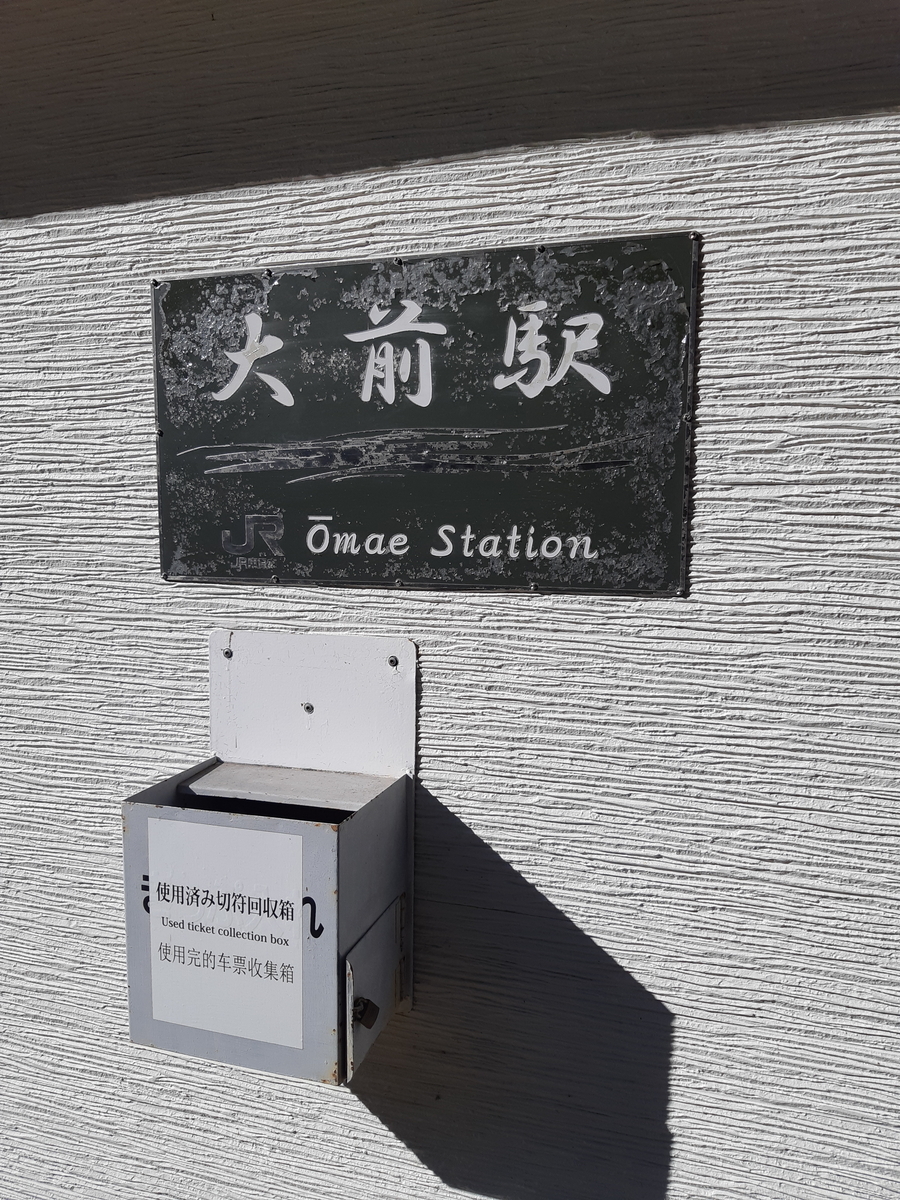 大前駅
JR Ōmae Station
使用済み切符回収箱
Used ticket collection box
使用完的车票收集箱